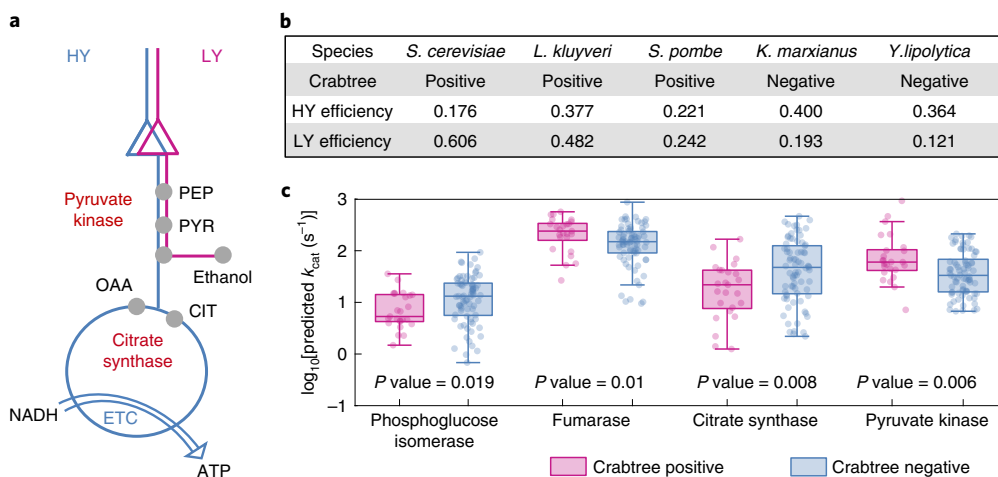 a
HY LY
PEP
Pyruvate
kinase
PYR
Ethanol
OAA
CIT
Citrate
synthase
NADH
ETC
ATP
b
Species S. cerevisiae L. kluyveri S. pombe K. marxianus Y.lipolytica
Crabtree Positive Positive Positive Negative Negative
HY efficiency 0.176 0.377 0.221 0.400 0.364
LY efficiency 0.606 0.482 0.242 0.193 0.121
c
log10[predicted kcat (s−1)]
3
2
1
0
−1
P value = 0.019 P value = 0.01 P value = 0.008 P value = 0.006
Phosphoglucose
isomerase
Fumarase Citrate synthase Pyruvate kinase
Crabtree positive Crabtree negative